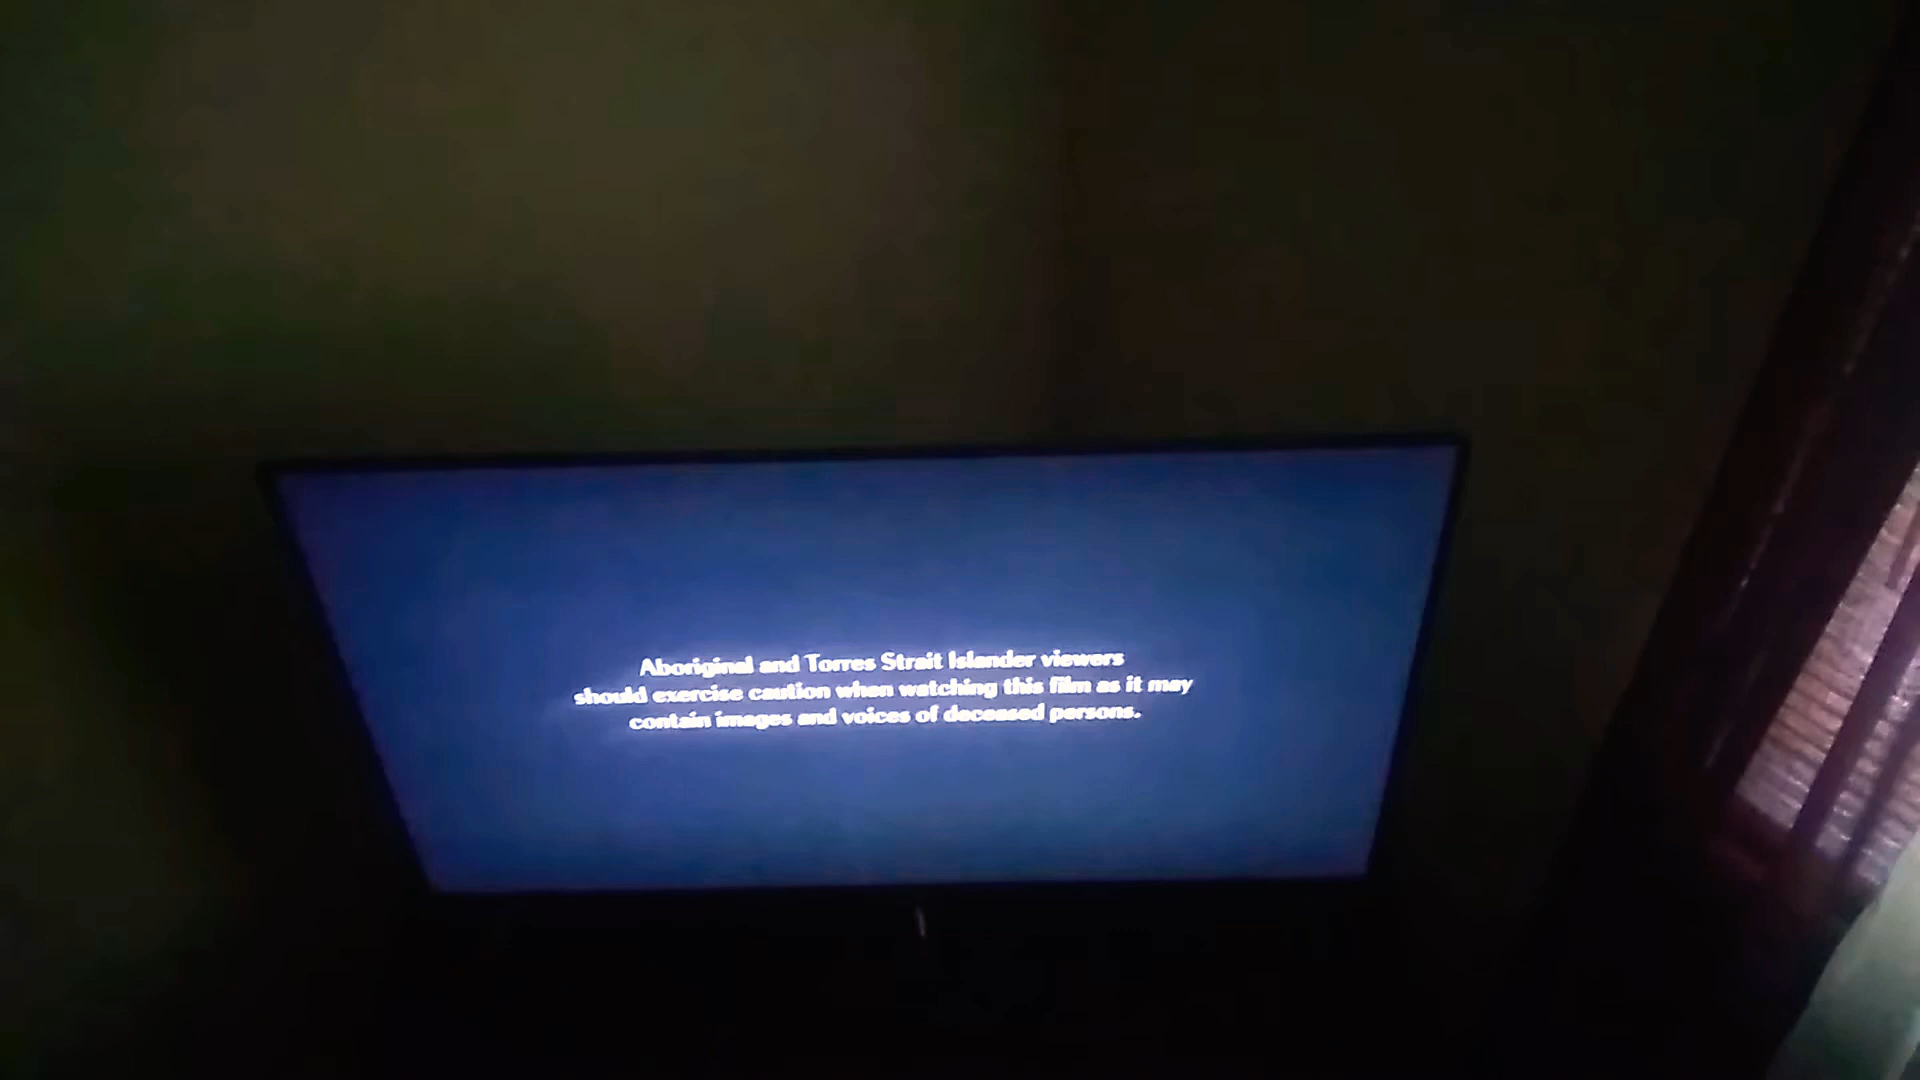 Aboriginal and Torres Strait Islander viewers
should exercise caution when watching this film as it may
contain images and voices of deceased persons.